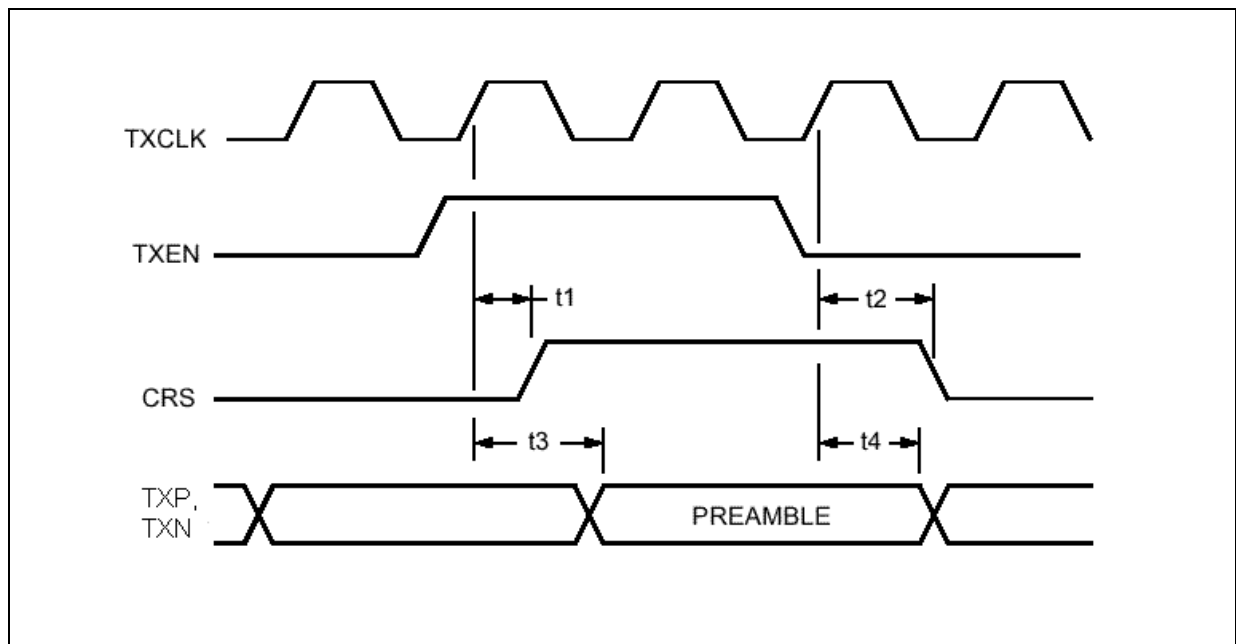 TXCLK
TXEN
t1
t2
CRS
t3
t4
TXP,
TXN
PREAMBLE